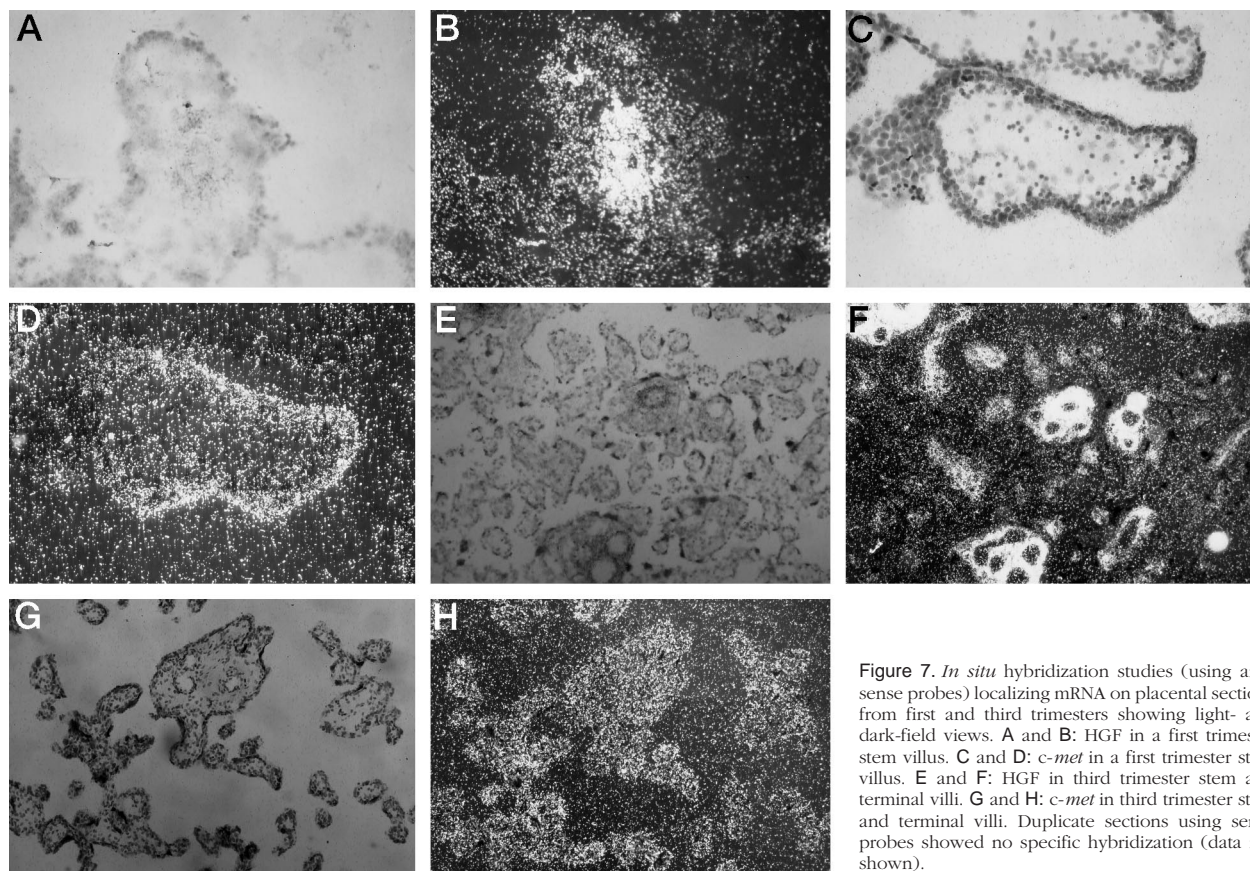 A
B
C
D
E
F
G
H
Figure 7. In situ hybridization studies (using a
sense probes) localizing mRNA on placental sectio
from first and third trimesters showing light- a
dark-field views. A and B: HGF in a first trimes
stem villus. C and D: c-met in a first trimester st
villus. E and F: HGF in third trimester stem a
terminal villi. G and H: c-met in third trimester st
and terminal villi. Duplicate sections using sen
probes showed no specific hybridization (data
shown).